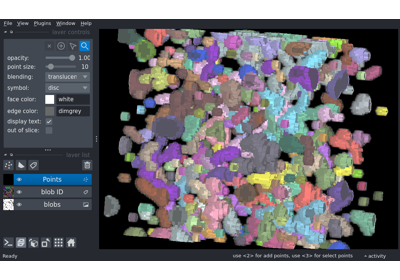 File View Plugins Window Help
layer controls
opacity: 1.00
point size: 10
blending: translucen
symbol: disc
face color: white
edge color: dimgrey
display text:
out of slice:
layer list
Points
blob ID
blobs
Ready
use <2> for add points, use <3> for select points
activity